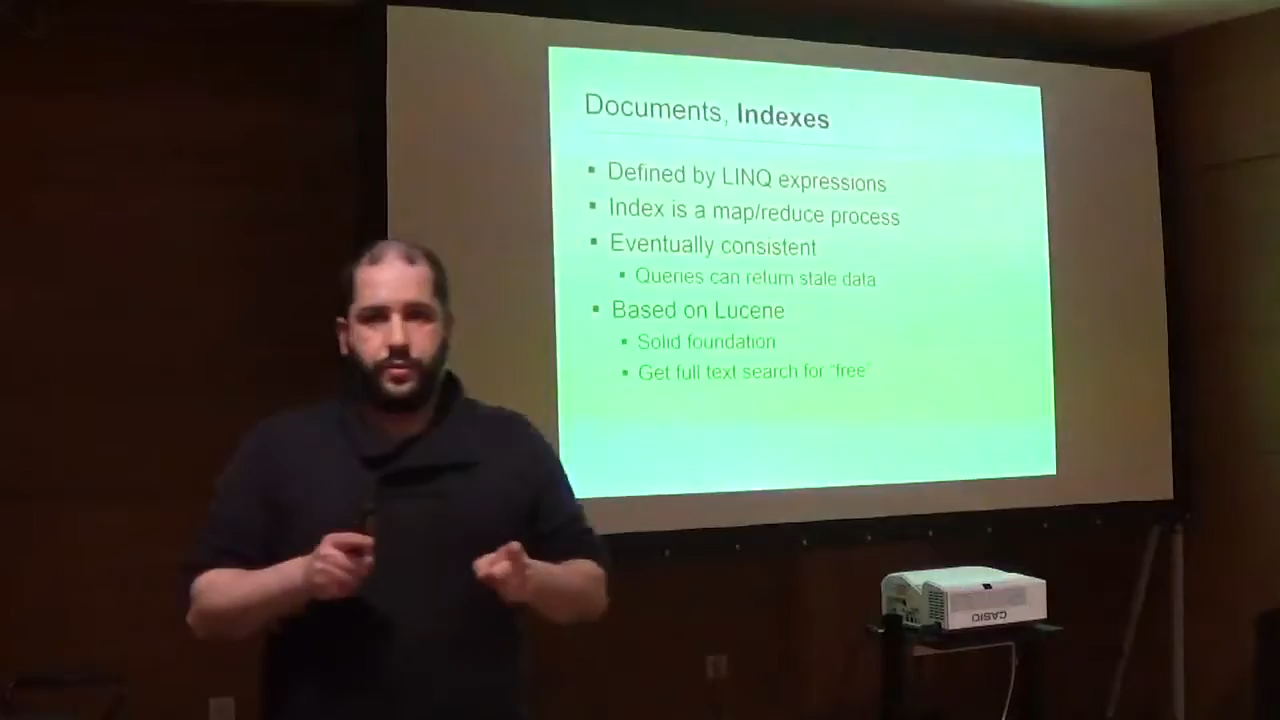 Documents, Indexes
▪ Defined by LINQ expressions
▪ Index is a map/reduce process
▪ Eventually consistent
▪ Queries can return stale data
▪ Based on Lucene
▪ Solid foundation
▪ Get full text search for “free”
CASIO